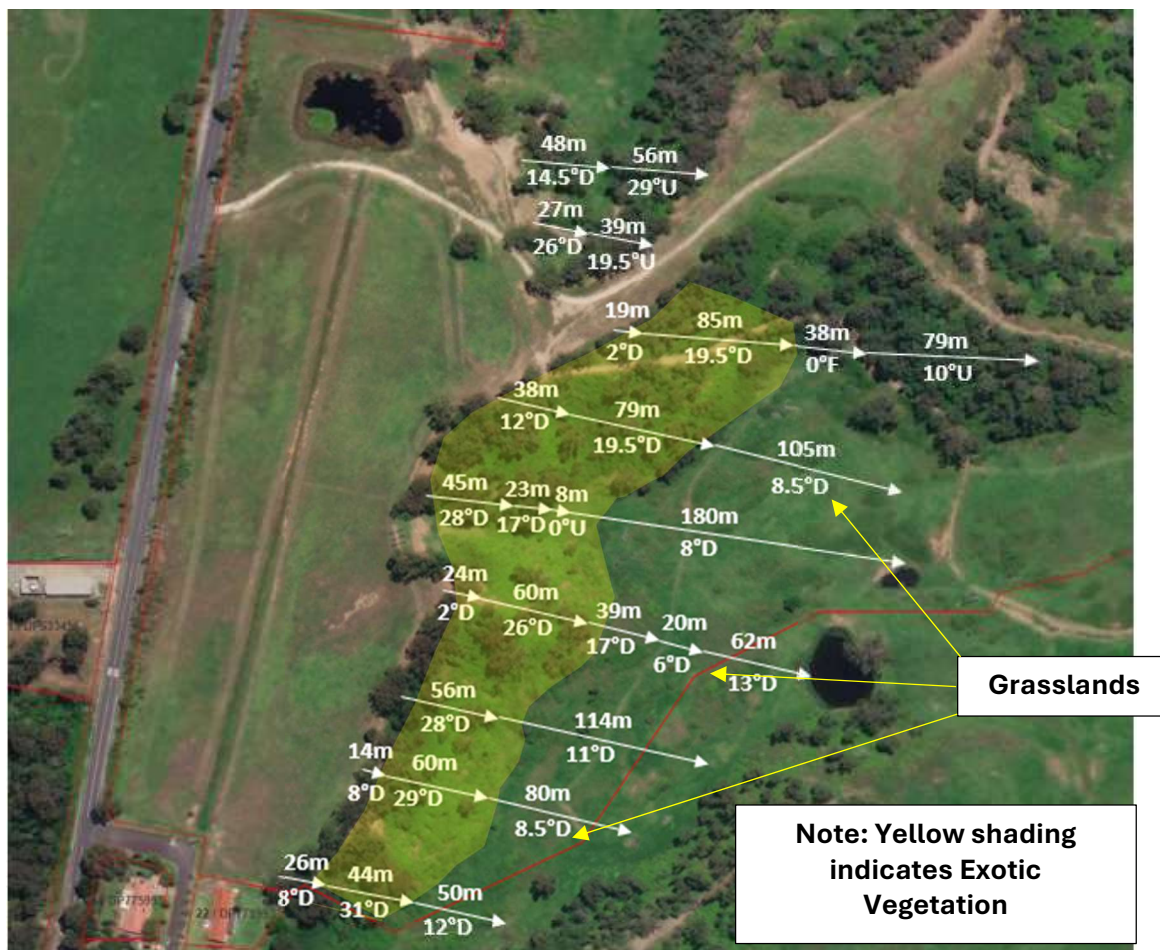 48m
56m
14.5°D
29°U
27m
39m
26°D
19.5°U
19m
85m
38m
79m
2°D
19.5°D
0°F
10°U
38m
79m
12°D
19.5°D
105m
8.5°D
45m
23m
8m
28°D
17°D
0°U
180m
8°D
24m
60m
39m
20m
62m
2°D
26°D
17°D
6°D
13°D
Grasslands
56m
114m
28°D
11°D
14m
60m
80m
8°D
29°D
8.5°D
Note: Yellow shading
indicates Exotic
Vegetation
26m
44m
50m
8°D
31°D
12°D